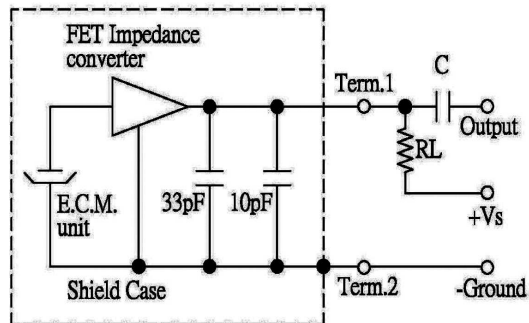 FET Impedance
converter
Term.1
C
Output
RL
E.C.M.
unit
33pF
10pF
+Vs
Shield Case
Term.2
-Ground